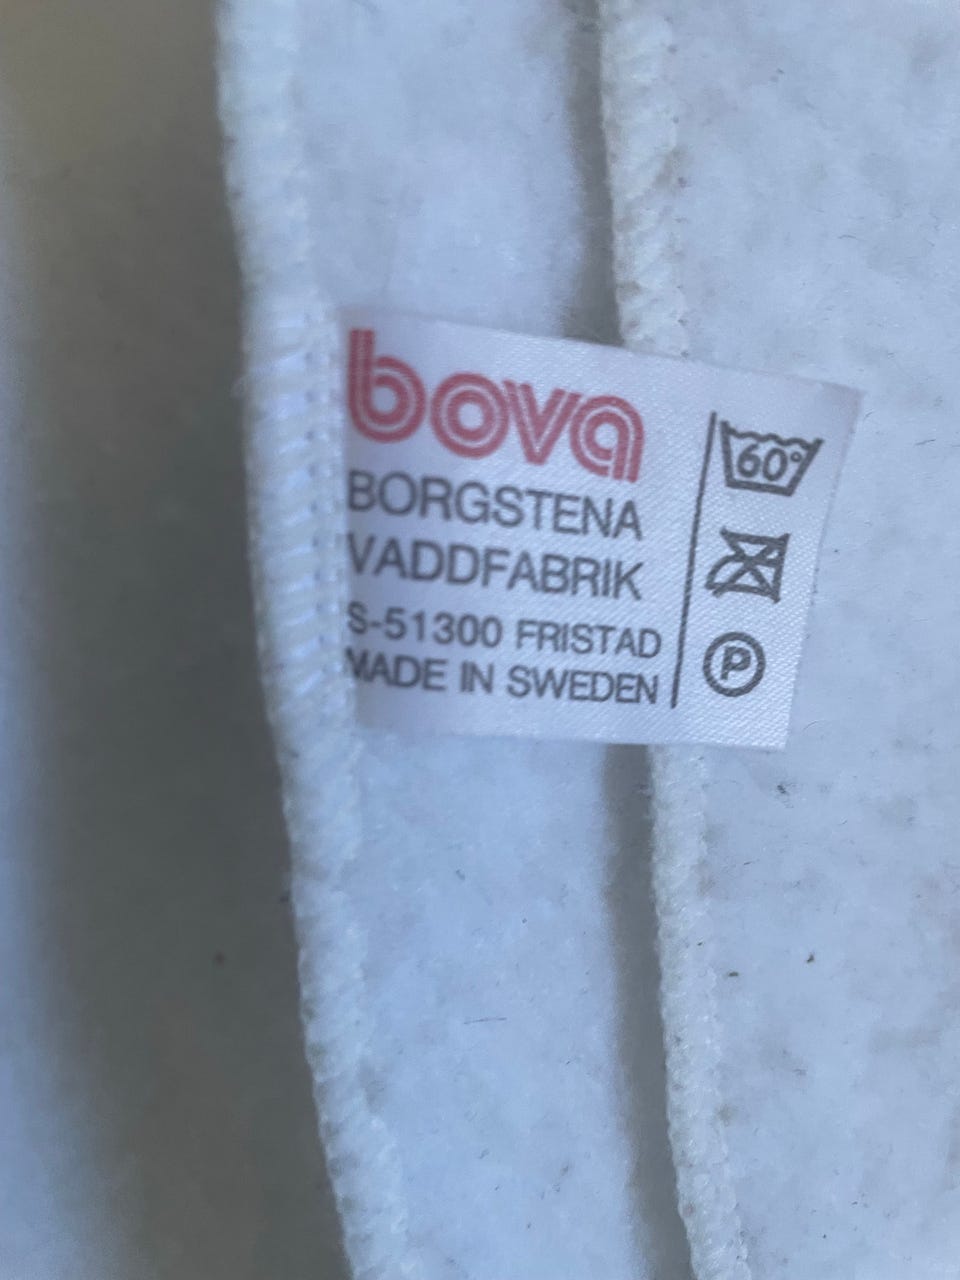 bova
BORGSTENA
VADDFABRIK
S-51300 FRISTAD
MADE IN SWEDEN
60°
P